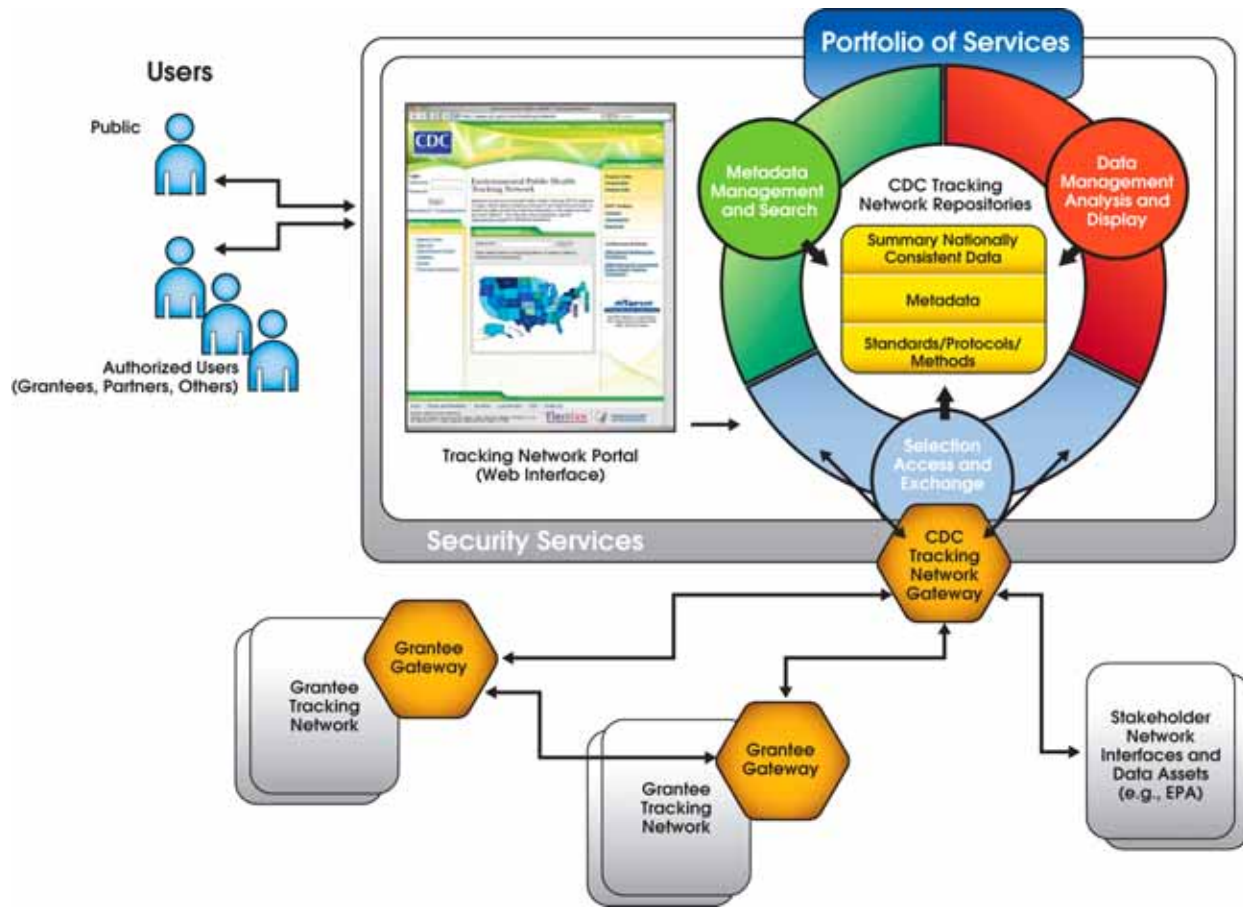 Portfolio of Services
Users
Public
Authorized Users
(Grantees, Partners, Others)
CDC
Environmental Public Health
Tracking Network
Tracking Network Portal
(Web Interface)
Metadata
Management
and Search
Data
Management
Analysis and
Display
CDC Tracking
Network Repositories
Summary Nationally
Consistent Data
Metadata
Standards/Protocols/
Methods
Selection
Access and
Exchange
Security Services
CDC
Tracking
Network
Gateway
Grantee
Gateway
Grantee
Tracking
Network
Grantee
Gateway
Grantee
Tracking
Network
Stakeholder
Network
Interfaces and
Data Assets
(e.g., EPA)